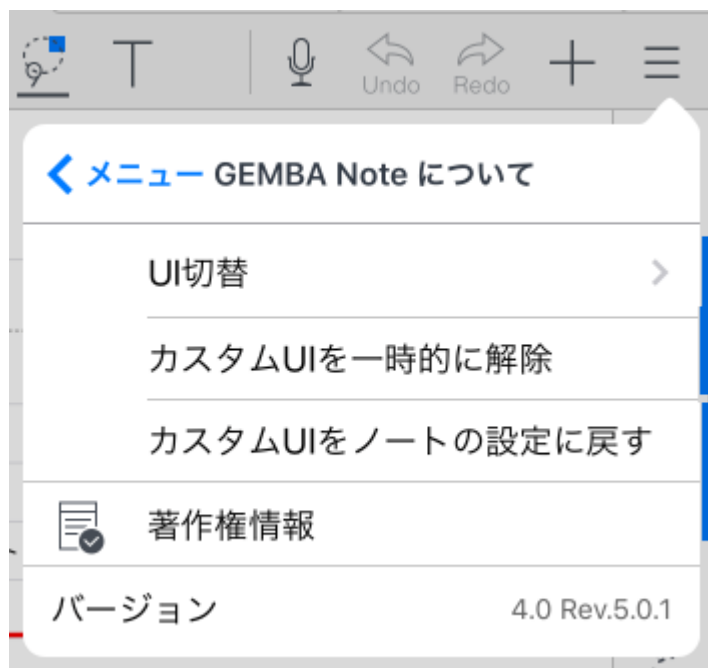 Undo Redo
メニュー GEMBA Note について
UI切替
カスタムUIを一時的に解除
カスタムUIをノートの設定に戻す
著作権情報
バージョン 4.0 Rev.5.0.1